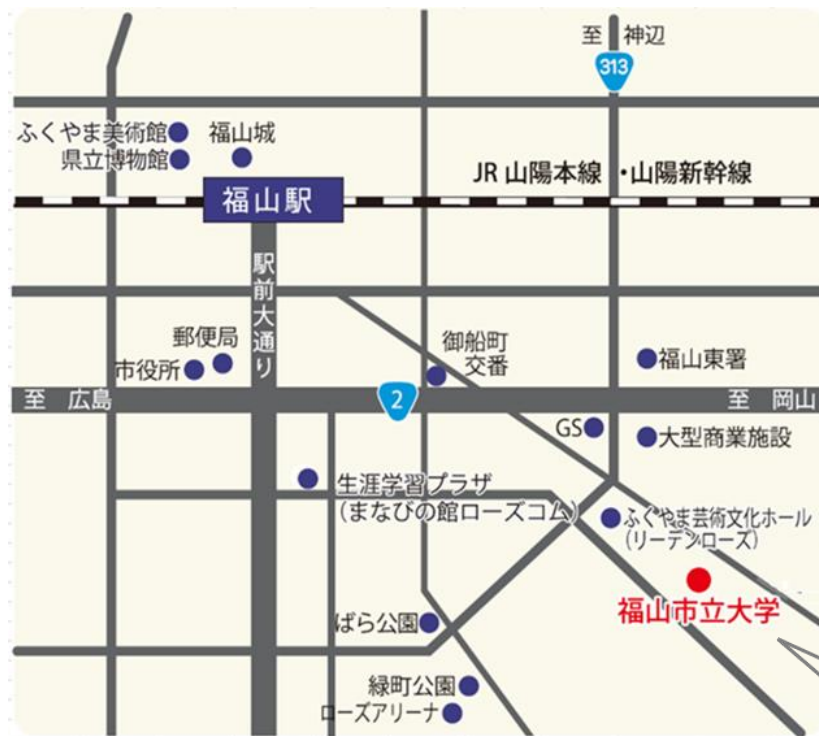 至 神辺
313
ふくやま美術館
福山城
県立博物館
JR 山陽本線 ・山陽新幹線
福山駅
駅前大通り
郵便局
市役所
御船町
交番
福山東署
至 広島
2
至 岡山
GS
大型商業施設
生涯学習プラザ
(まなびの館ローズコム)
ふくやま芸術文化ホール
(リーデンローズ)
福山市立大学
ばら公園
緑町公園
ローズアリーナ